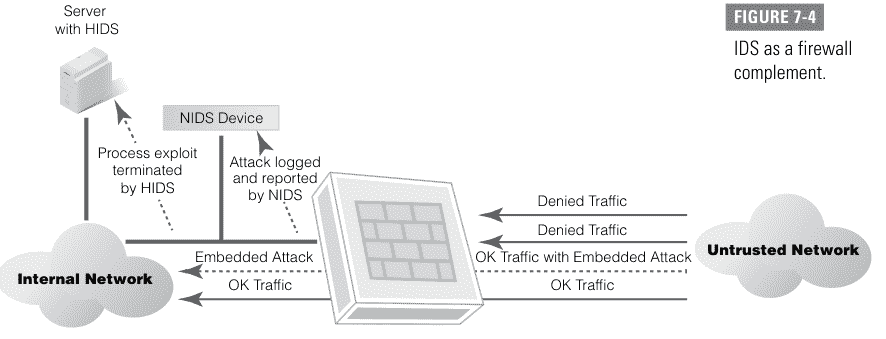 Server
with HIDS
FIGURE 7-4
IDS as a firewall
complement.
NIDS Device
Process exploit
terminated
by HIDS
Attack logged
and reported
by NIDS
Denied Traffic
Denied Traffic
Embedded Attack
OK Traffic with Embedded Attack
Untrusted Network
Internal Network
OK Traffic
OK Traffic